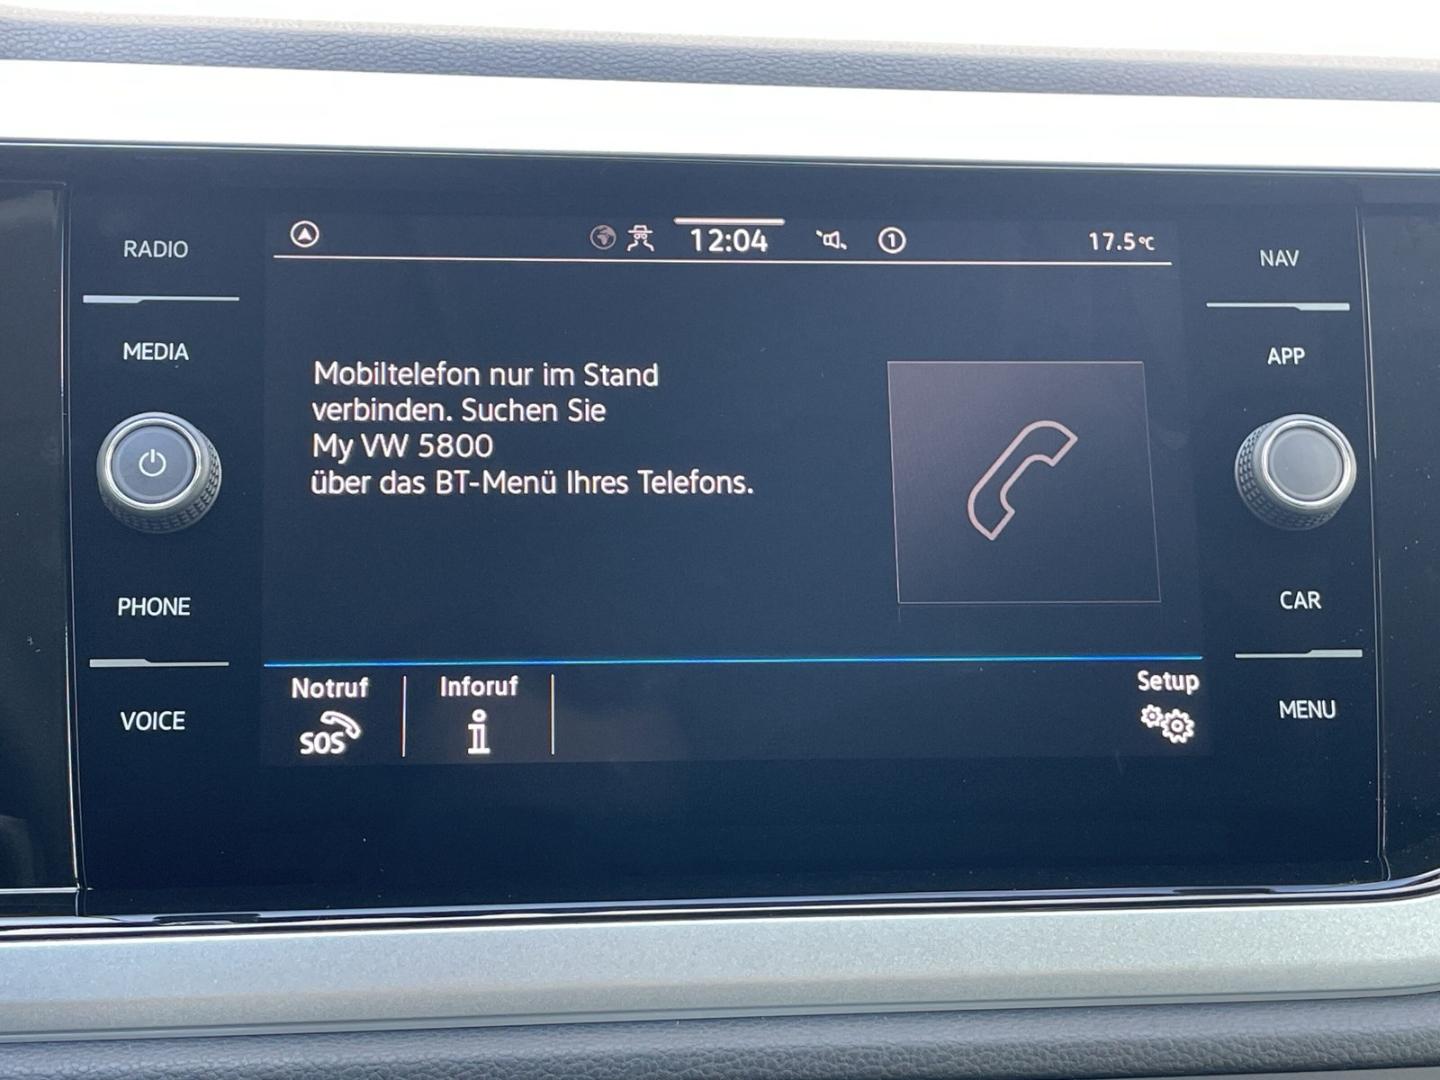 RADIO
MEDIA
PHONE
VOICE
12:04
1
17.5°C
Mobiltelefon nur im Stand
verbinden. Suchen Sie
My VW 5800
über das BT-Menü Ihres Telefons.
Notruf
SOS
Inforuf
i
Setup
NAV
APP
CAR
MENU